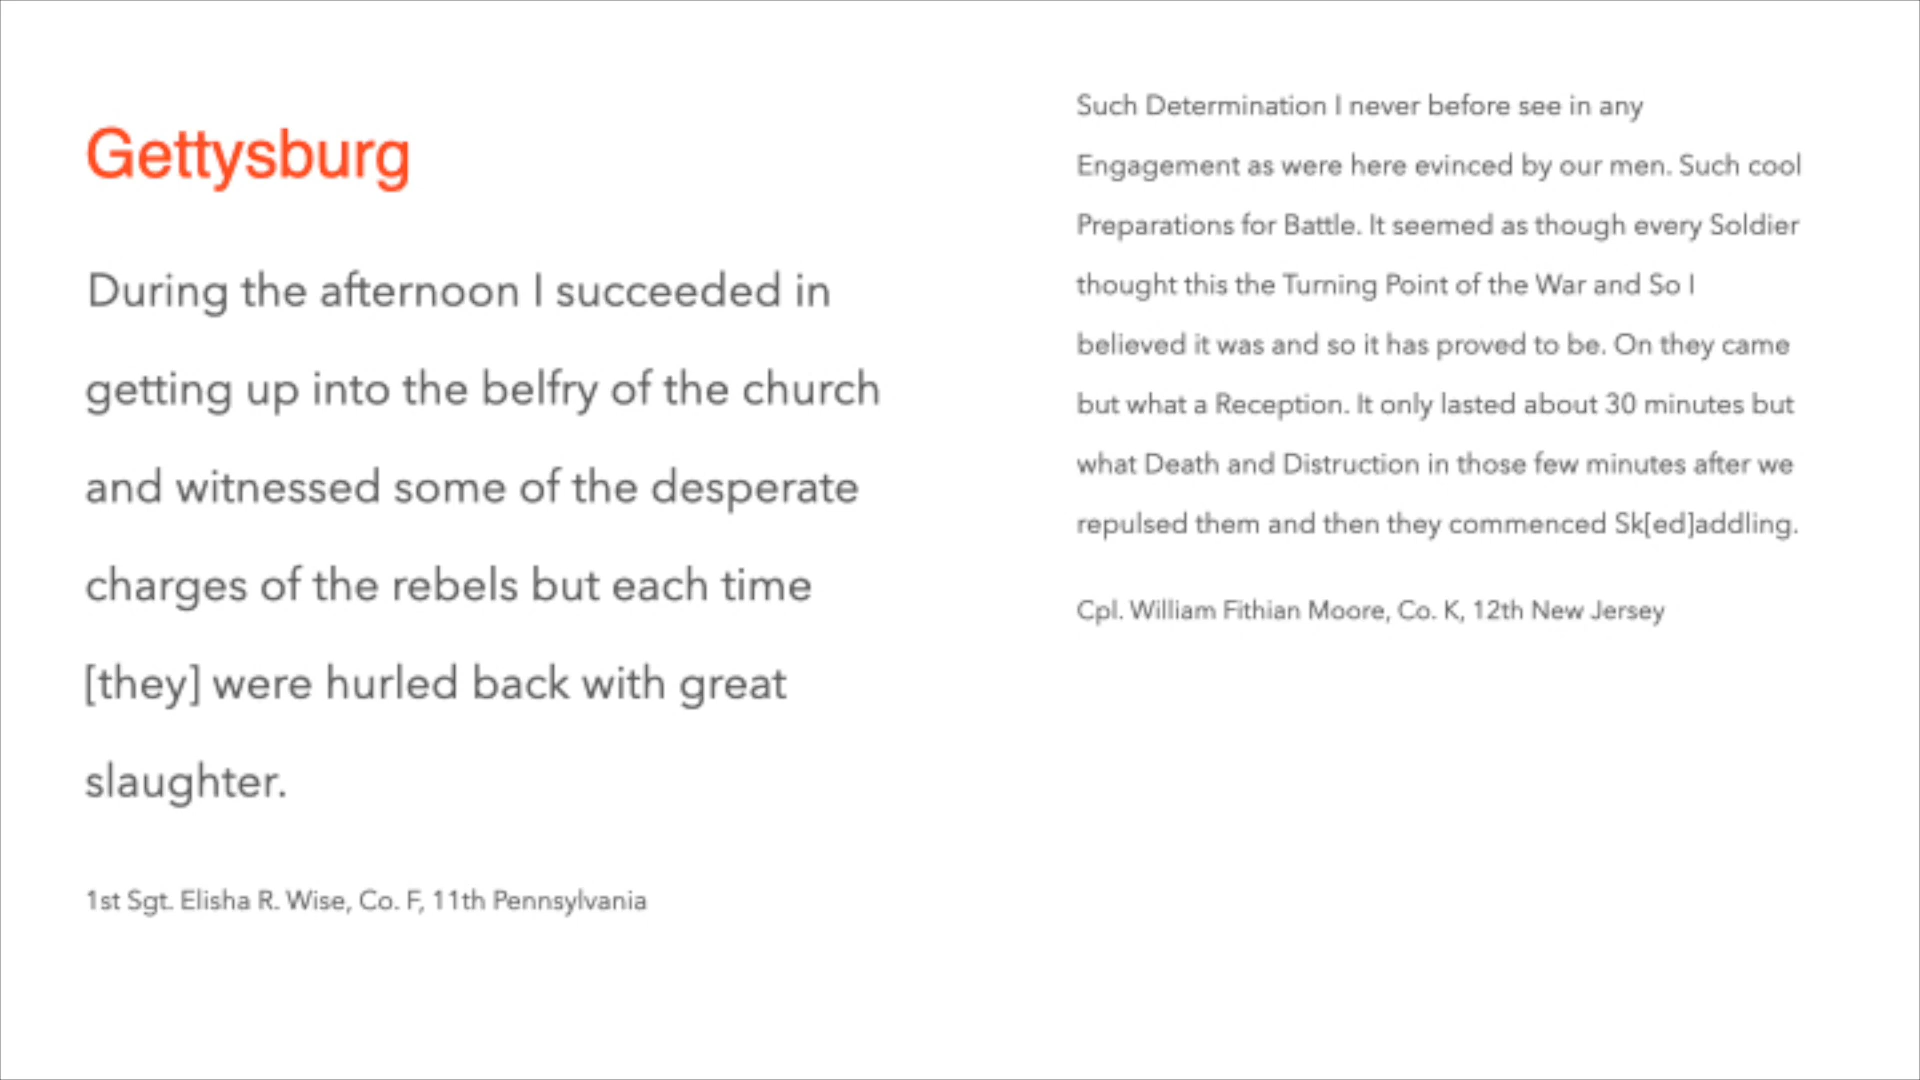 Gettysburg
During the afternoon I succeeded in
getting up into the belfry of the church
and witnessed some of the desperate
charges of the rebels but each time
[they] were hurled back with great
slaughter.
1st Sgt. Elisha R. Wise, Co. F, 11th Pennsylvania
Such Determination I never before see in any
Engagement as were here evinced by our men. Such cool
Preparations for Battle. It seemed as though every Soldier
thought this the Turning Point of the War and So I
believed it was and so it has proved to be. On they came
but what a Reception. It only lasted about 30 minutes but
what Death and Distruction in those few minutes after we
repulsed them and then they commenced Sk[ed]addling.
Cpl. William Fithian Moore, Co. K, 12th New Jersey